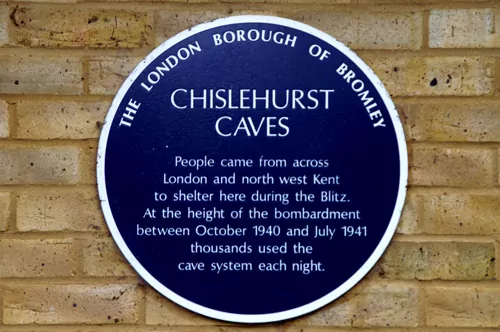 THE LONDON BOROUGH OF BROMLEY
CHISLEHURST
CAVES
People came from across
London and north west Kent
to shelter here during the Blitz.
At the height of the bombardment
between October 1940 and July 1941
thousands used the
cave system each night.